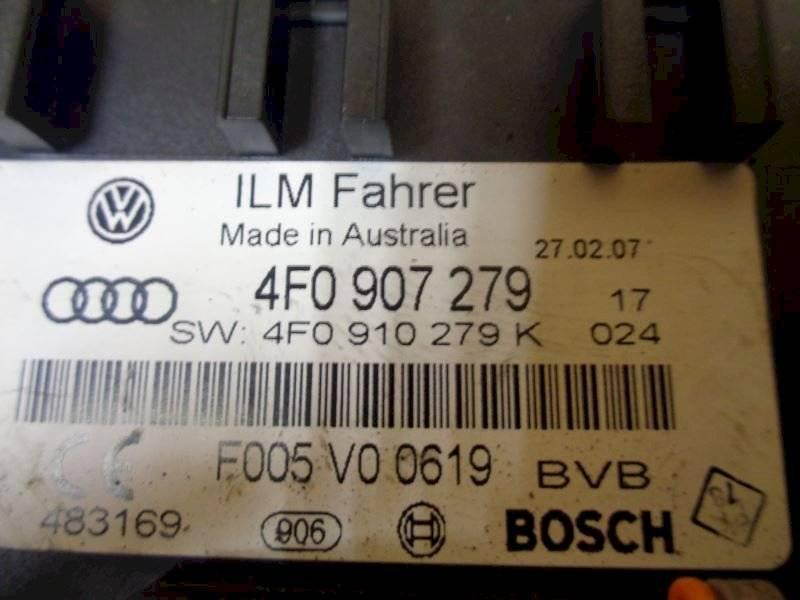 ILM Fahrer
Made in Australia
27.02.07
4F0 907 279
17
SW: 4F0 910 279 K 024
F005 V0 0619 BVB
483169
906
BOSCH